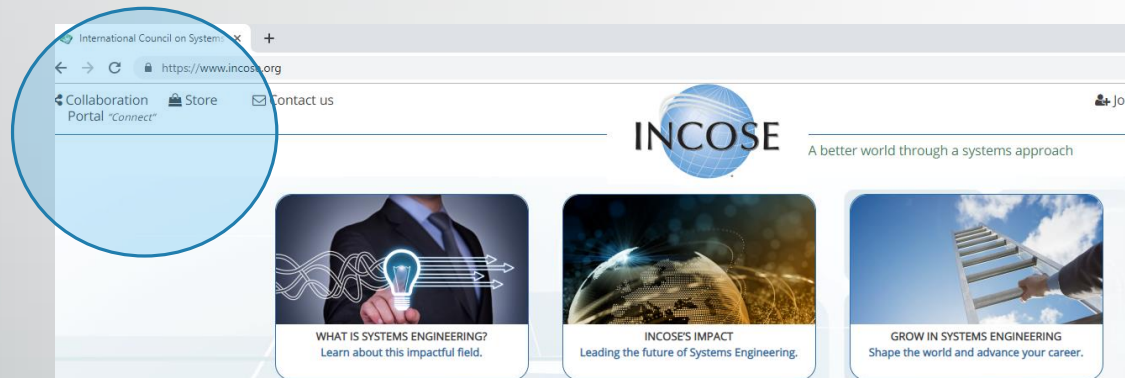 International Council on System
https://www.incose.org
Collaboration Store Contact us Jo
Portal "Connect"
INCOSE
A better world through a systems approach
WHAT IS SYSTEMS ENGINEERING? INCOSE'S IMPACT GROW IN SYSTEMS ENGINEERING
Learn about this impactful field. Leading the future of Systems Engineering. Shape the world and advance your career.